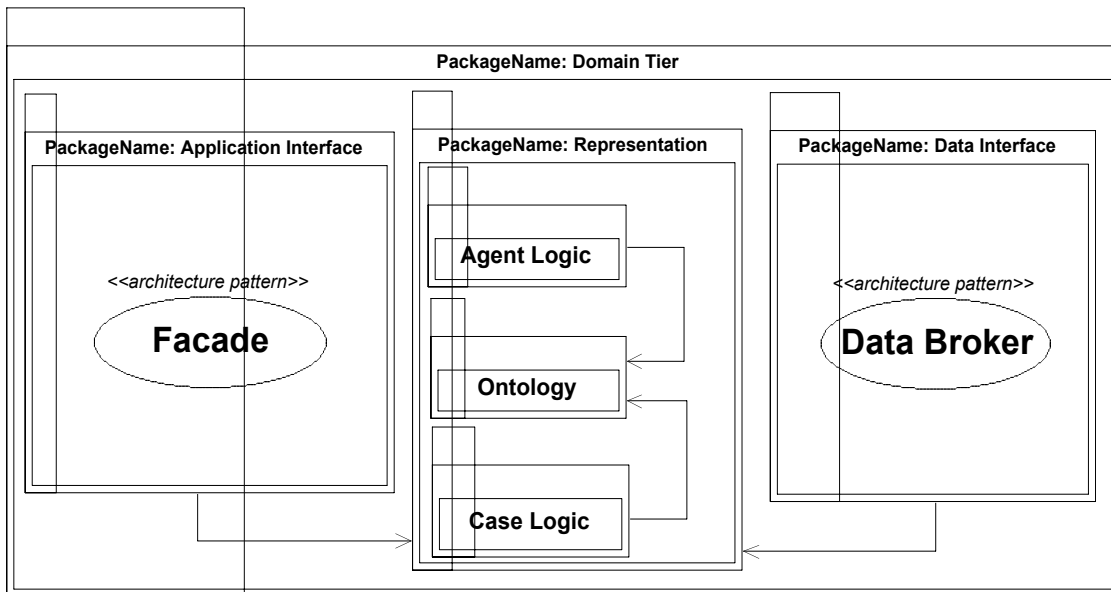 PackageName: Domain Tier
PackageName: Application Interface
<<architecture pattern>>
Facade
PackageName: Representation
Agent Logic
Ontology
Case Logic
PackageName: Data Interface
<<architecture pattern>>
Data Broker